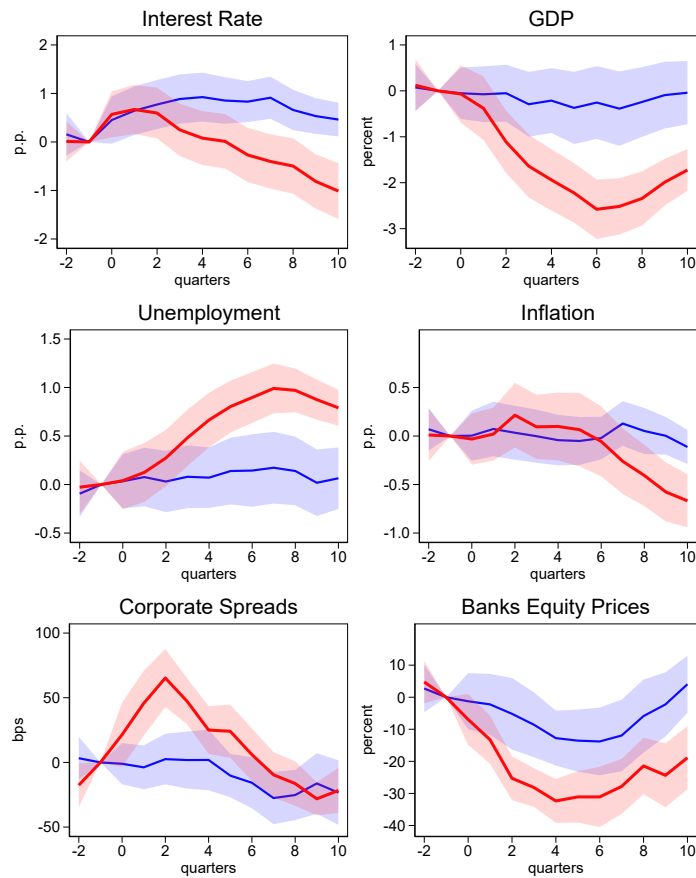 Interest Rate
2
1
0
-1
-2
p.p.
-2 0 2 4 6 8 10
quarters
GDP
1
0
-1
-2
-3
percent
-2 0 2 4 6 8 10
quarters
Unemployment
1.5
1.0
0.5
0.0
-0.5
p.p.
-2 0 2 4 6 8 10
quarters
Inflation
0.5
0.0
-0.5
-1.0
p.p.
-2 0 2 4 6 8 10
quarters
Corporate Spreads
100
50
0
-50
bps
-2 0 2 4 6 8 10
Banks Equity Prices
10
0
-10
-20
-30
-40
percent
-2 0 2 4 6 8 10